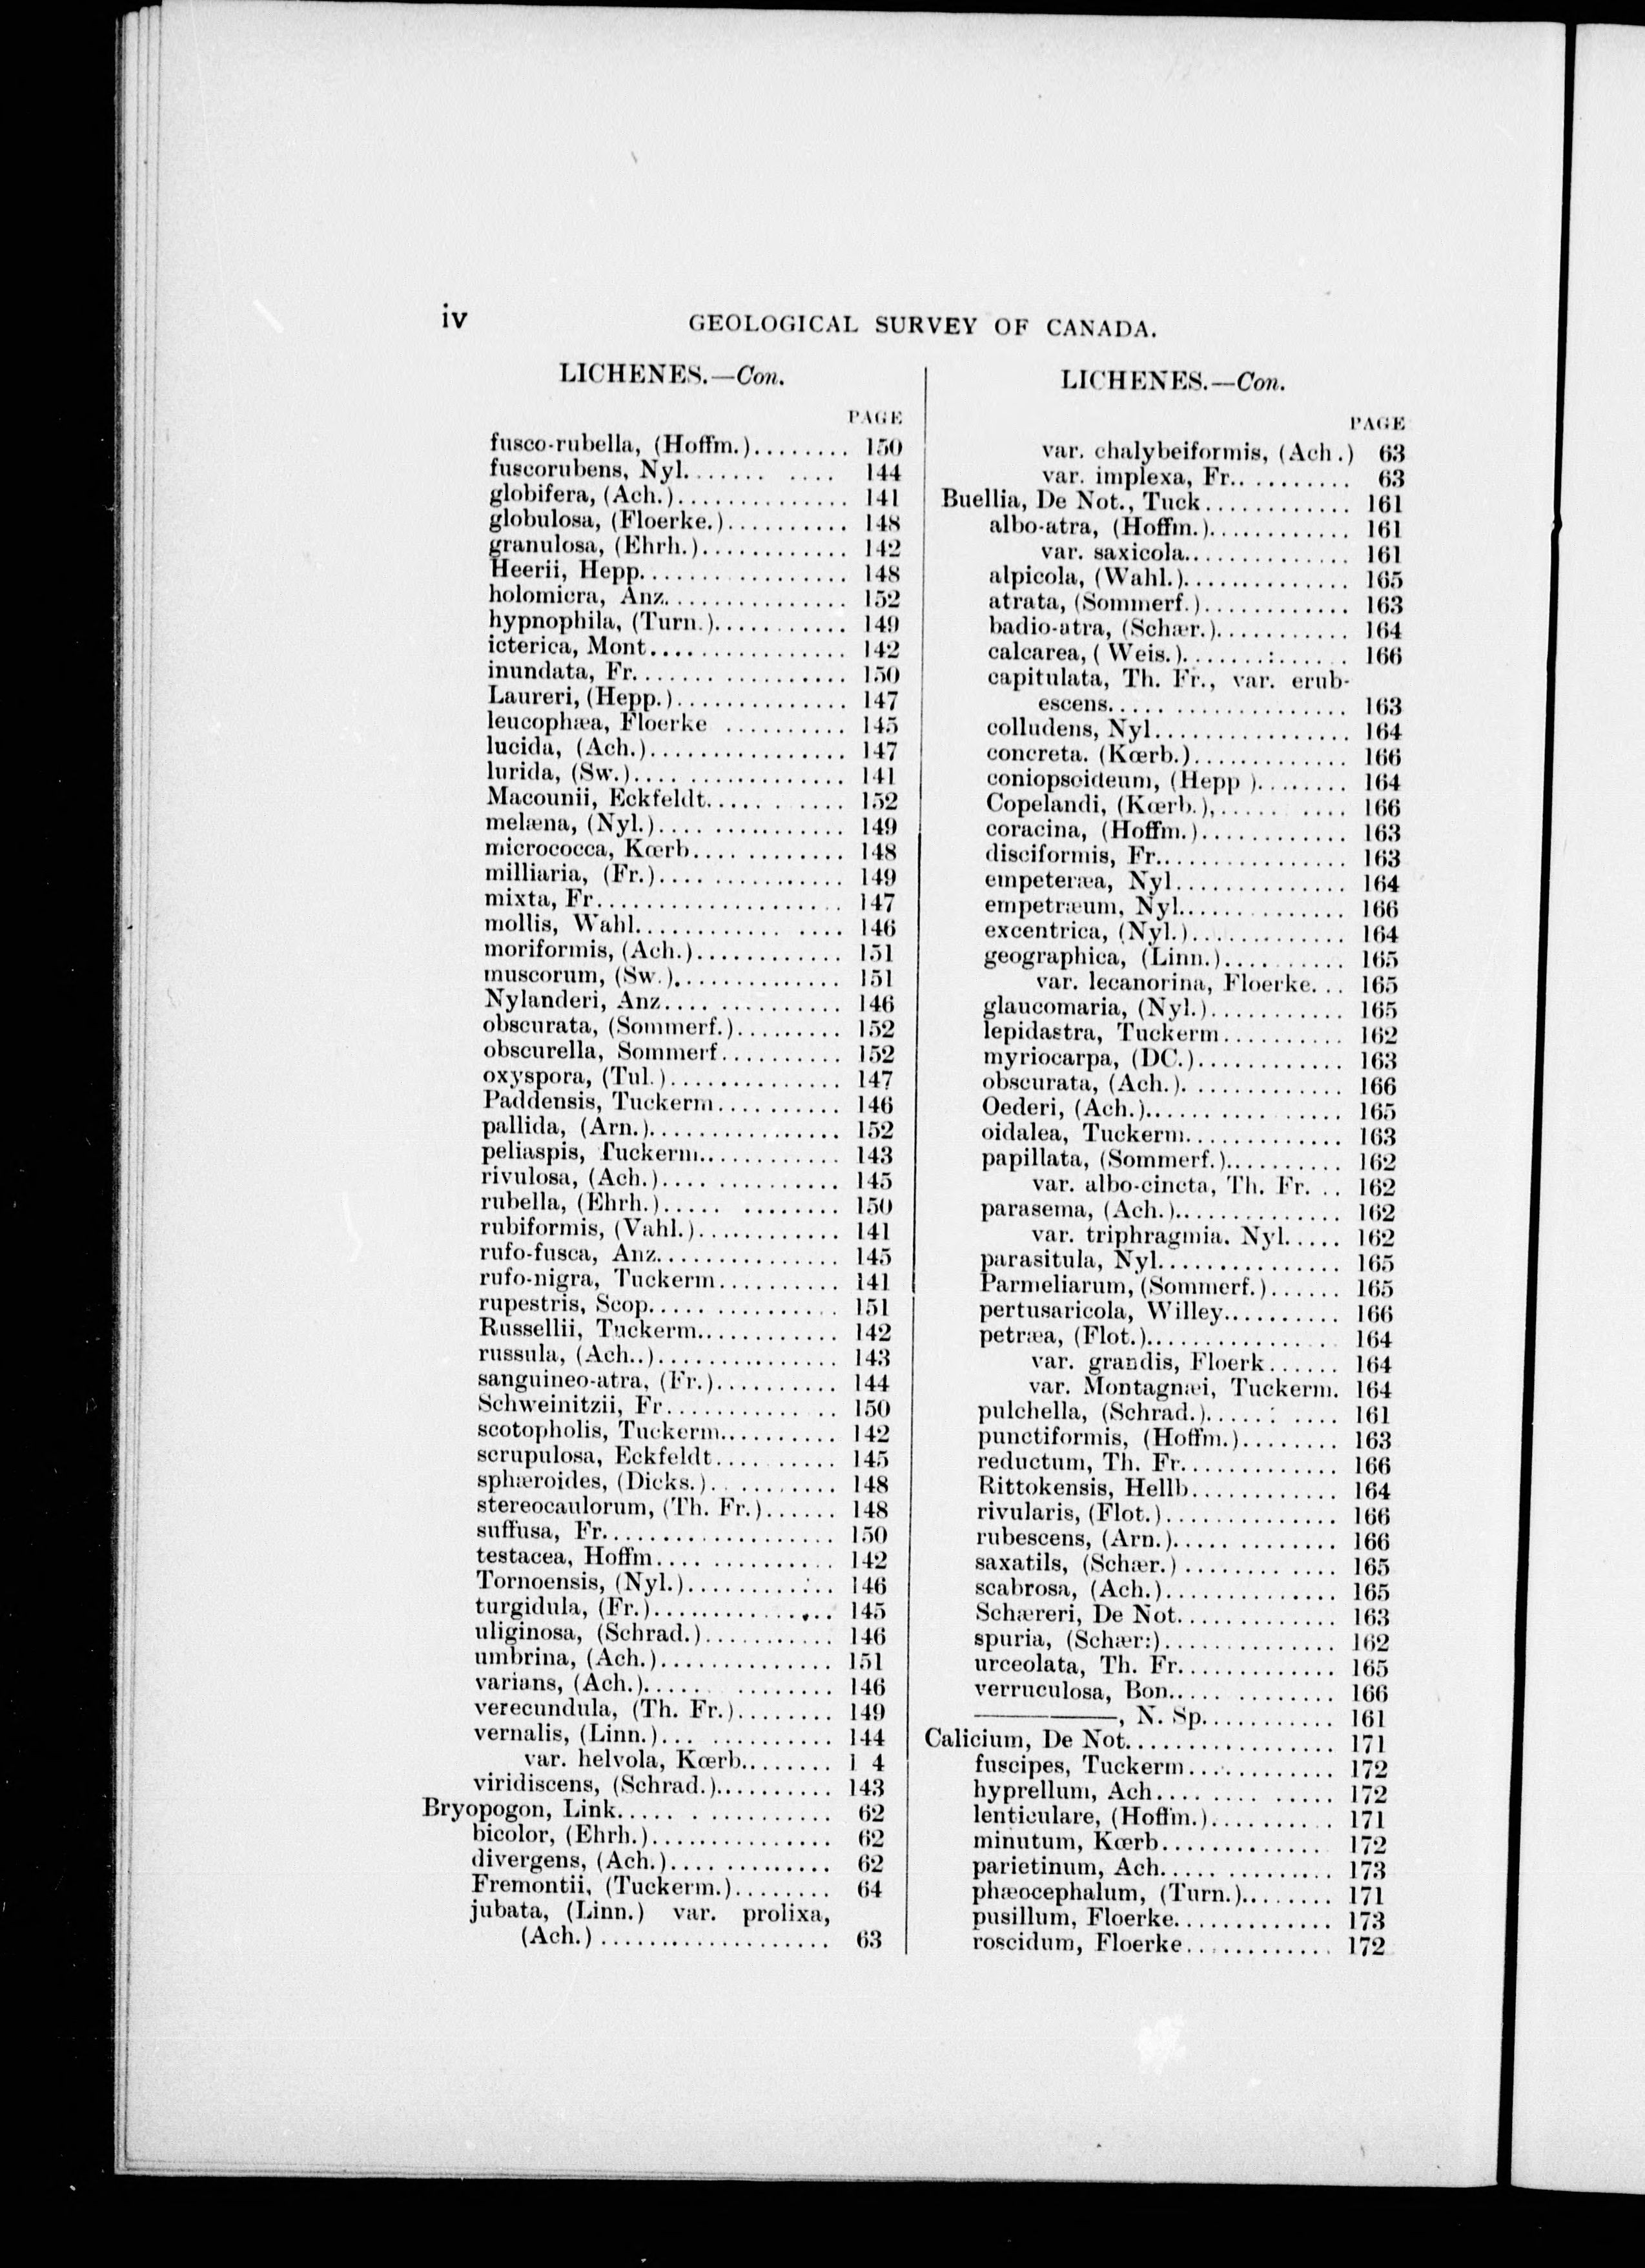 iv
GEOLOGICAL SURVEY OF CANADA.
LICHENES.—Con.
PAGE
fusco-rubella, (Hoffm.)........ 150
fuscorubens, Nyl....... .... 144
globifera, (Ach.).............. 141
globulosa, (Floerke.).......... 148
granulosa, (Ehrh.)............ 142
Heerii, Hepp................. 148
holomicra, Anz............... 152
hypnophila, (Turn.)........... 149
icterica, Mont................ 142
inundata, Fr................. 150
Laureri, (Hepp.).............. 147
leucophæa, Floerke .......... 145
lucida, (Ach.)................ 147
lurida, (Sw.)................. 141
Macounii, Eckfeldt........... 152
melæna, (Nyl.)............... 149
micrococca, Kœrb............ 148
milliaria, (Fr.)............... 149
mixta, Fr.................... 147
mollis, Wahl............ .... 146
moriformis, (Ach.)............ 151
muscorum, (Sw.).............. 151
Nylanderi, Anz.............. 146
obscurata, (Sommerf.)......... 152
obscurella, Sommerf.......... 152
oxyspora, (Tul.).............. 147
Paddensis, Tuckerm.......... 146
pallida, (Arn.)................ 152
peliaspis, Tuckerm............ 143
rivulosa, (Ach.).............. 145
rubella, (Ehrh.)..... ........ 150
rubiformis, (Vahl.)............ 141
rufo-fusca, Anz............... 145
rufo-nigra, Tuckerm.......... 141
rupestris, Scop............... 151
Russellii, Tuckerm............ 142
russula, (Ach..)............... 143
sanguineo-atra, (Fr.).......... 144
Schweinitzii, Fr.............. 150
scotopholis, Tuckerm.......... 142
scrupulosa, Eckfeldt.......... 145
sphæroides, (Dicks.).......... 148
stereocaulorum, (Th. Fr.)...... 148
suffusa, Fr................... 150
testacea, Hoffm.............. 142
Tornoensis, (Nyl.)..........:.. 146
turgidula, (Fr.)............... 145
uliginosa, (Schrad.)........... 146
umbrina, (Ach.).............. 151
varians, (Ach.)..... ........ 146
verecundula, (Th. Fr.)........ 149
vernalis, (Linn.)... ............ 144
var. helvola, Kœrb........ 1 4
viridiscens, (Schrad.).......... 143
Bryopogon, Link..... . .......... 62
bicolor, (Ehrh.)............... 62
divergens, (Ach.)............. 62
Fremontii, (Tuckerm.)........ 64
jubata, (Linn.) var. prolixa,
(Ach.)................... 63
LICHENES.—Con.
PAGE
var. chalybeiformis, (Ach.) 63
var. implexa, Fr.......... 63
Buellia, De Not., Tuck............ 161
albo-atra, (Hoffm.)............ 161
var. saxicola............... 161
alpicola, (Wahl.).............. 165
atrata, (Sommerf.)............ 163
badio-atra, (Schær.)........... 164
calcarea, ( Weis.).......:...... 166
capitulata, Th. Fr., var. erub-
escens..... .............. 163
colludens, Nyl................ 164
concreta. (Kœrb.)............. 166
coniopsoideum, (Hepp )........ 164
Copelandi, (Kœrb.),...... .... 166
coracina, (Hoffm.)............ 163
disciformis, Fr................ 163
empeteræa, Nyl.............. 164
empetræum, Nyl.............. 166
excentrica, (Nyl.)............. 164
geographica, (Linn.).......... 165
var. lecanorina, Floerke... 165
glaucomaria, (Nyl.)........... 165
lepidastra, Tuckerm.......... 162
myriocarpa, (DC.)............ 163
obscurata, (Ach.)............. 166
Oederi, (Ach.)................ 165
oidalea, Tuckerm............. 163
papillata, (Sommerf.).......... 162
var. albo-cincta, Th. Fr. .. 162
parasema, (Ach.).............. 162
var. triphragmia. Nyl..... 162
parasitula, Nyl............... 165
Parmeliarum, (Sommerf.)...... 165
pertusaricola, Willey.......... 166
petræa, (Flot.)................ 164
var. grandis, Floerk...... 164
var. Montagnæi, Tuckerm. 164
pulchella, (Schrad.).....: .... 161
punctiformis, (Hoffm.)........ 163
reductum, Th. Fr............. 166
Rittokensis, Hellb............ 164
rivularis, (Flot.).............. 166
rubescens, (Arn.)............. 166
saxatils, (Schær.)............. 165
scabrosa, (Ach.).............. 165
Schæreri, De Not............. 163
spuria, (Schær:).............. 162
urceolata, Th. Fr............. 165
verruculosa, Bon.............. 166
—————, N. Sp........... 161
Calicium, De Not................. 171
fuscipes, Tuckerm............ 172
hyprellum, Ach.............. 172
lenticulare, (Hoffm.).......... 171
minutum, Kœrb.............. 172
parietinum, Ach.............. 173
phæocephalum, (Turn.)........ 171
pusillum, Floerke............. 173
roscidum, Floerke............ 172